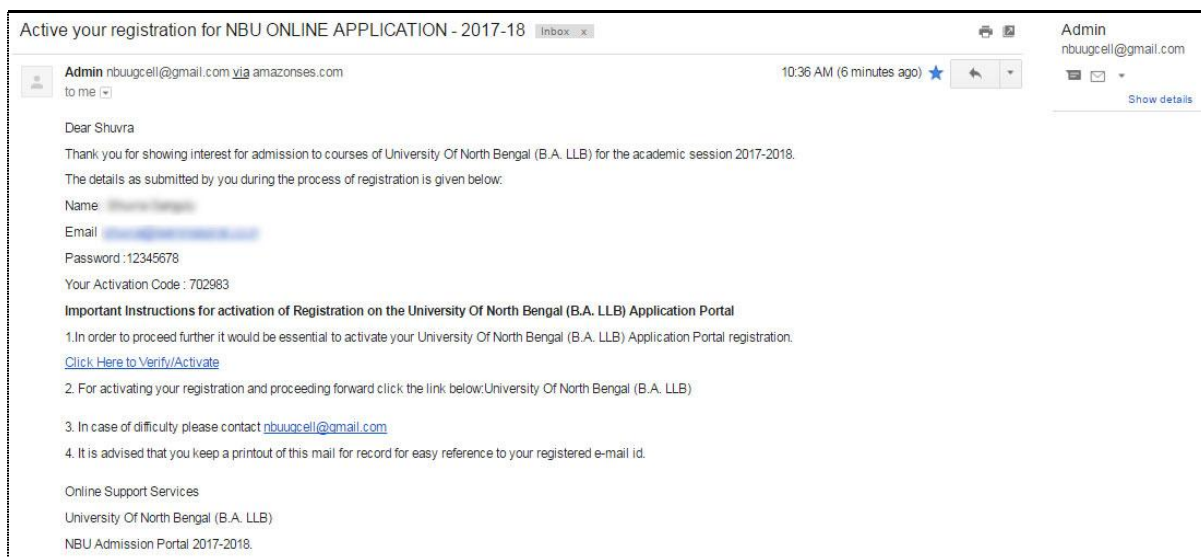 Active your registration for NBU ONLINE APPLICATION - 2017-18 Inbox x
Admin
nbuugcell@gmail.com
Show details
Admin nbuugcell@gmail.com via amazonses.com 10:36 AM (6 minutes ago)
to me
Dear Shuvra
Thank you for showing interest for admission to courses of University Of North Bengal (B.A. LLB) for the academic session 2017-2018.
The details as submitted by you during the process of registration is given below:
Name
Email
Password :12345678
Your Activation Code : 702983
Important Instructions for activation of Registration on the University Of North Bengal (B.A. LLB) Application Portal
1.In order to proceed further it would be essential to activate your University Of North Bengal (B.A. LLB) Application Portal registration.
Click Here to Verify/Activate
2. For activating your registration and proceeding forward click the link below:University Of North Bengal (B.A. LLB)
3. In case of difficulty please contact nbuugcell@gmail.com
4. It is advised that you keep a printout of this mail for record for easy reference to your registered e-mail id.
Online Support Services
University Of North Bengal (B.A. LLB)
NBU Admission Portal 2017-2018.